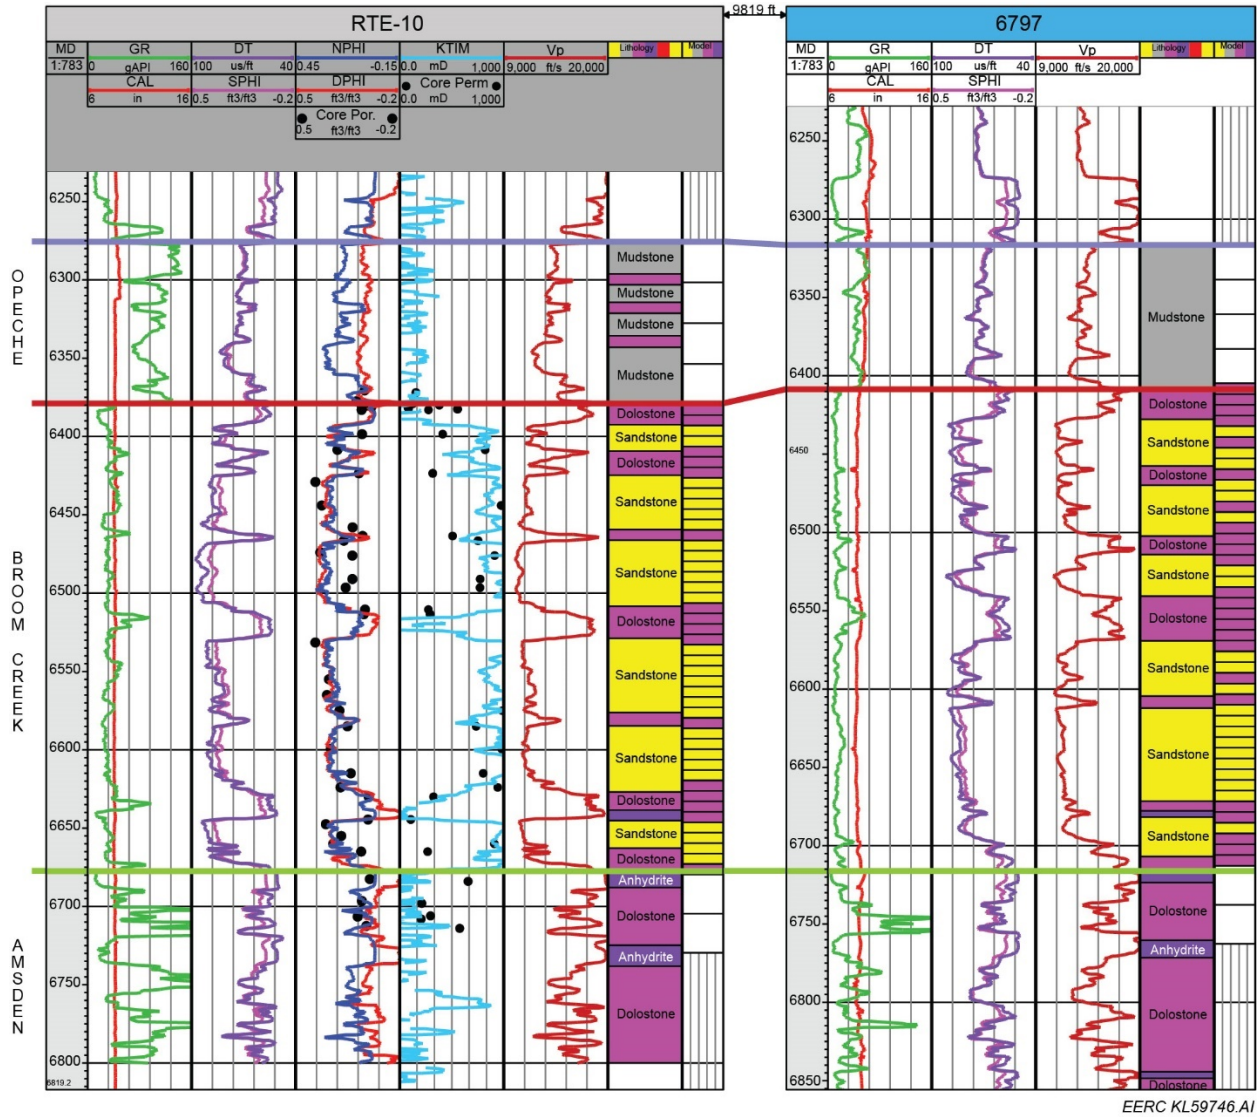 RTE-10
9819 ft
6797
MD GR DT NPHI KTIM Vp Lithology Model
1:783 0 gAPI 160 100 us/ft 40 0.45 -0.15 0.0 mD 1,000 9,000 ft/s 20,000
CAL SPHI DPHI Core Perm
6 in 16 0.5 ft3/ft3 -0.2 0.5 ft3/ft3 -0.2 0.0 mD 1,000
Core Por.
0.5 ft3/ft3 -0.2
MD GR DT Vp Lithology Model
1:783 0 gAPI 160 100 us/ft 40 9,000 ft/s 20,000
CAL SPHI
6 in 16 0.5 ft3/ft3 -0.2
OPECHE
BROOM CREEK
AMSDEN
6250
6300
6350
6400
6450
6500
6550
6600
6650
6700
6750
6800
6819.2
Mudstone
Mudstone
Mudstone
Mudstone
Dolostone
Sandstone
Dolostone
Sandstone
Sandstone
Dolostone
Sandstone
Sandstone
Dolostone
Sandstone
Dolostone
Anhydrite
Dolostone
Anhydrite
Dolostone
6250
6300
6350
6400
6450
6500
6550
6600
6650
6700
6750
6800
6850
Mudstone
Dolostone
Sandstone
Dolostone
Sandstone
Dolostone
Sandstone
Dolostone
Sandstone
Sandstone
Sandstone
Dolostone
Anhydrite
Dolostone
Dolostone
EERC KL59746.AI